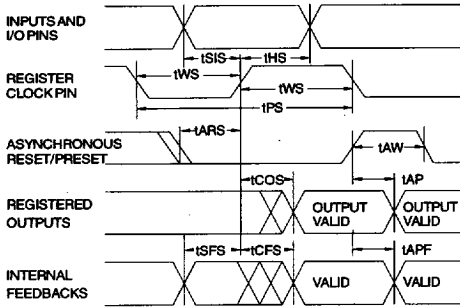 INPUTS AND
I/O PINS
tSIS tHS
REGISTER
CLOCK PIN
tWS tWS
tPS
tARS
ASYNCHRONOUS
RESET/PRESET
tAW
tCOS tAP
REGISTERED
OUTPUTS
OUTPUT
VALID
OUTPUT
VALID
tSFS tCFS tAPF
INTERNAL
FEEDBACKS
VALID VALID